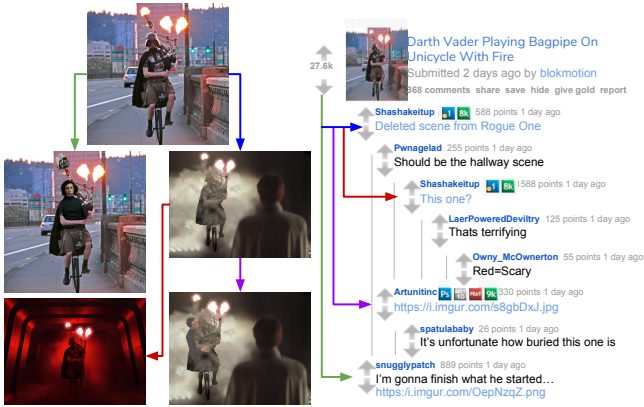 Darth Vader Playing Bagpipe On
Unicycle With Fire
27.6k
Submitted 2 days ago by blokmotion
368 comments share save hide give gold report
Shashakeitup 1 8k 588 points 1 day ago
Deleted scene from Rogue One
Pwnagelad 255 points 1 day ago
Should be the hallway scene
Shashakeitup 1 8k 588 points 1 day ago
This one?
LaerPoweredDeviltry 125 points 1 day ago
Thats terrifying
Owny_McOwnerton 55 points 1 day ago
Red=Scary
Artunitinc Ps 10 9k 330 points 1 day ago
https://i.imgur.com/s8gbDxJ.jpg
spatulababy 26 points 1 day ago
It's unfortunate how buried this one is
snugglypatch 889 points 1 day ago
I'm gonna finish what he started…
https://i.imgur.com/OepNzqZ.png